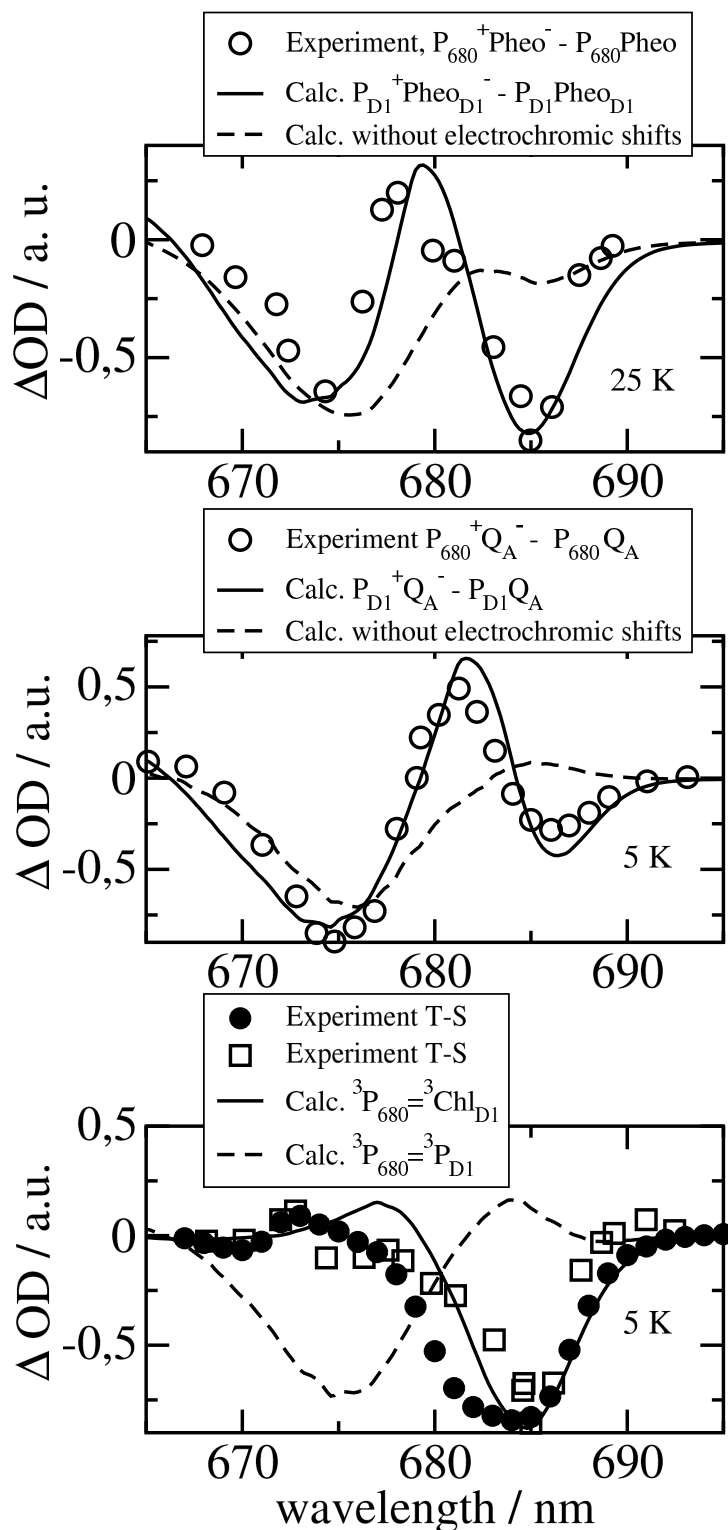 Experiment, P680+Pheo- - P680Pheo
Calc. PD1+PheoD1- - PD1PheoD1
Calc. without electrochromic shifts
ΔOD / a. u.
0
-0,5
25 K
670 680 690
Experiment P680+QA- - P680QA
Calc. PD1+QA- - PD1QA
Calc. without electrochromic shifts
Δ OD / a.u.
0,5
0
-0,5
5 K
670 680 690
Experiment T-S
Experiment T-S
Calc. 3P680=3ChlD1
Calc. 3P680=3PD1
Δ OD / a.u.
0,5
0
-0,5
5 K
670 680 690
wavelength / nm